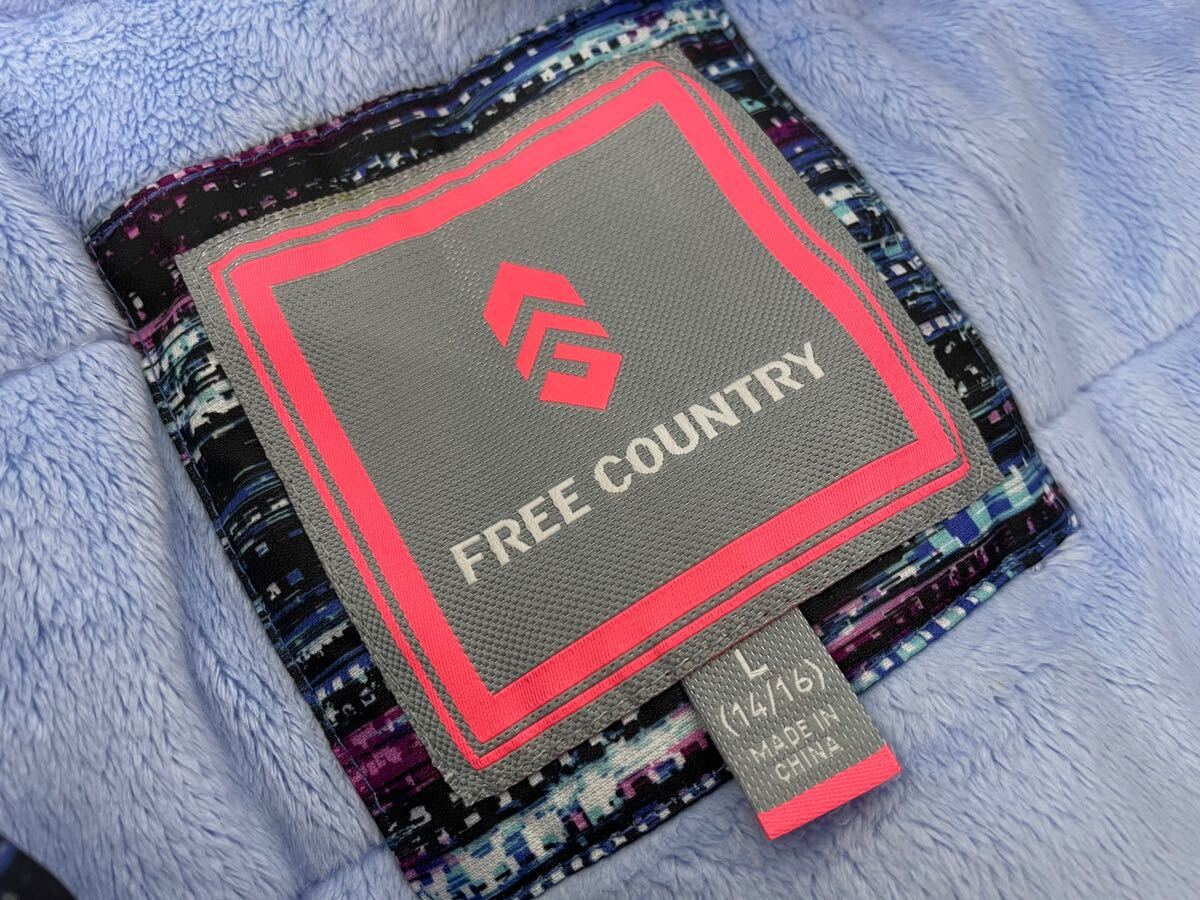 FREE COUNTRY
L
(14/16)
MADE IN
CHINA